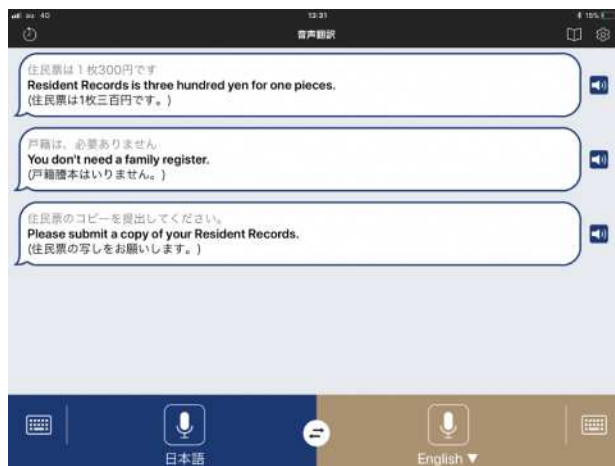 au 4G 13:31 15%
音声翻訳
住民票は1枚300円です
Resident Records is three hundred yen for one pieces.
(住民票は1枚三百円です。)
戸籍は、必要ありません
You don't need a family register.
(戸籍謄本はいりません。)
住民票のコピーを提出してください。
Please submit a copy of your Resident Records.
(住民票の写しをお願いします。)
日本語
English ▼